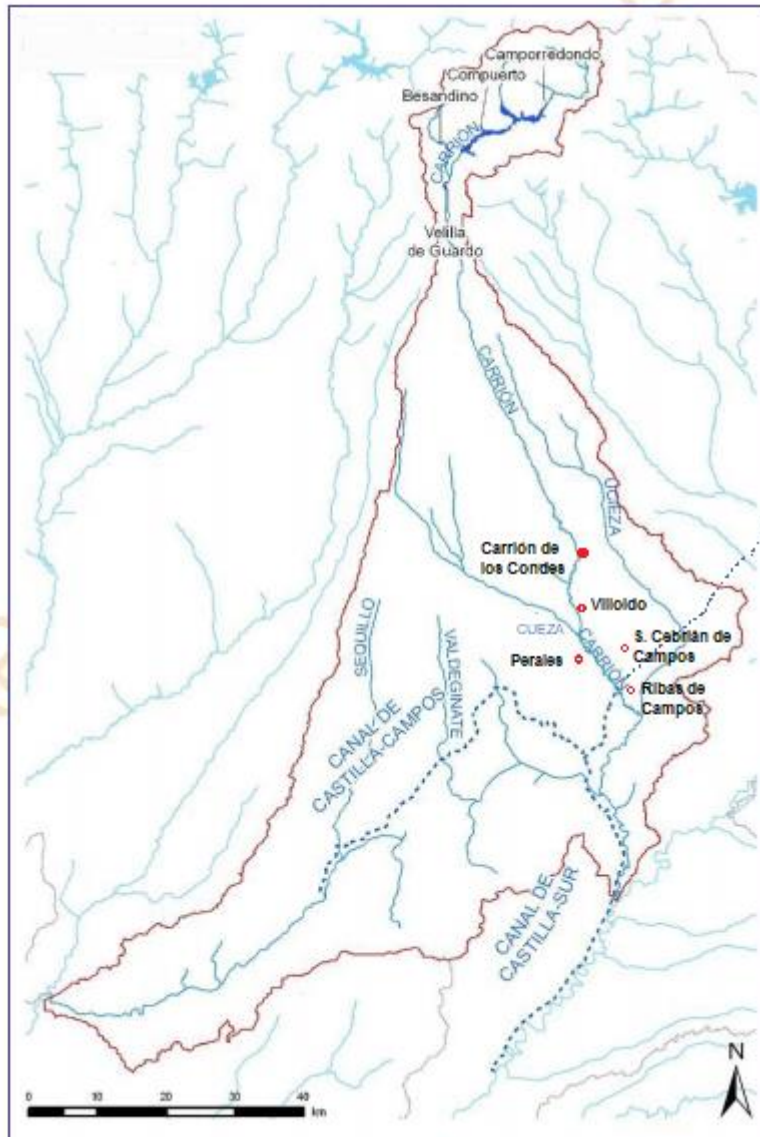 Camporredondo
Compuerto
Besandino
CARRIÓN
Velilla
de Guardo
CARRIÓN
UCIEZA
Carrión de
los Condes
Villoldo
SEQUILLO
VALDEGINATE
CUEZA
CARRIÓN
S. Cebrián de
Campos
Perales
Ribas de
Campos
CANAL DE
CASTILLA-CAMPOS
CANAL DE
CASTILLA-SUR
N
0 10 20 40
km